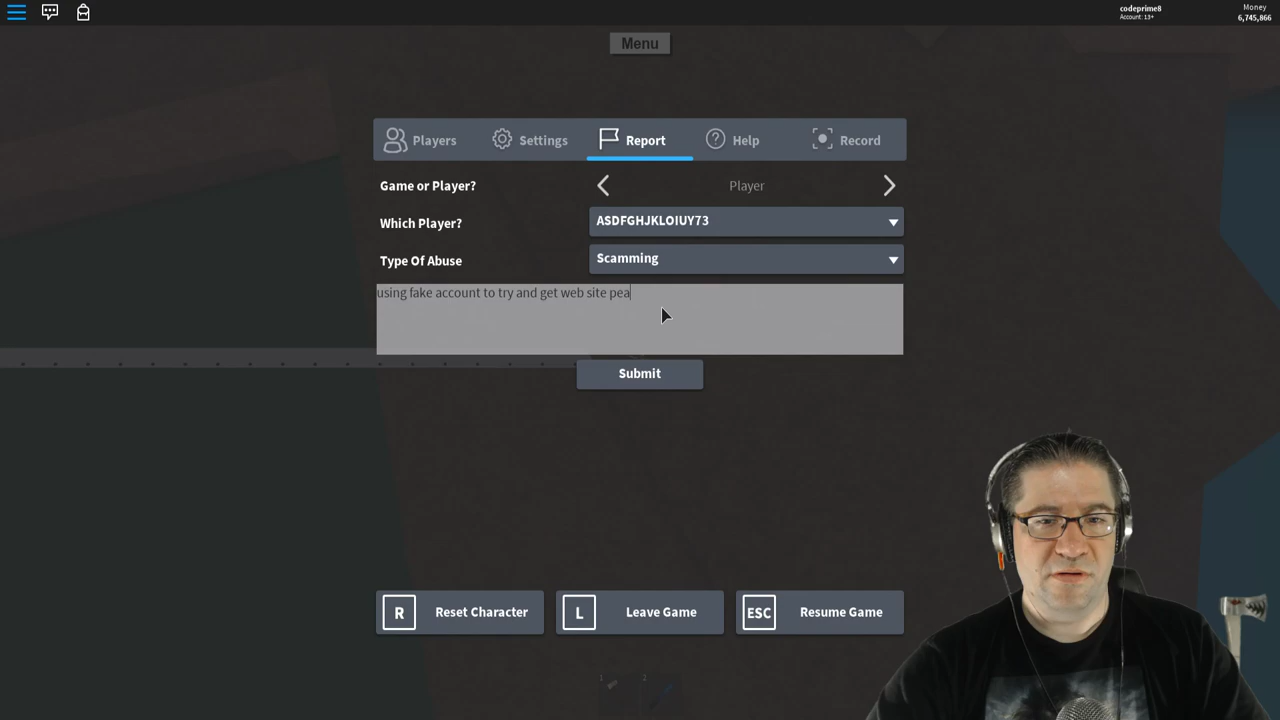 codeprime8
Account: 13+
Money
6,745,866
Menu
Players Settings Report Help Record
Game or Player? Player
Which Player? ASDFGHJKLOIUY73
Type Of Abuse Scamming
using fake account to try and get web site pea
Submit
R Reset Character L Leave Game ESC Resume Game
1 2